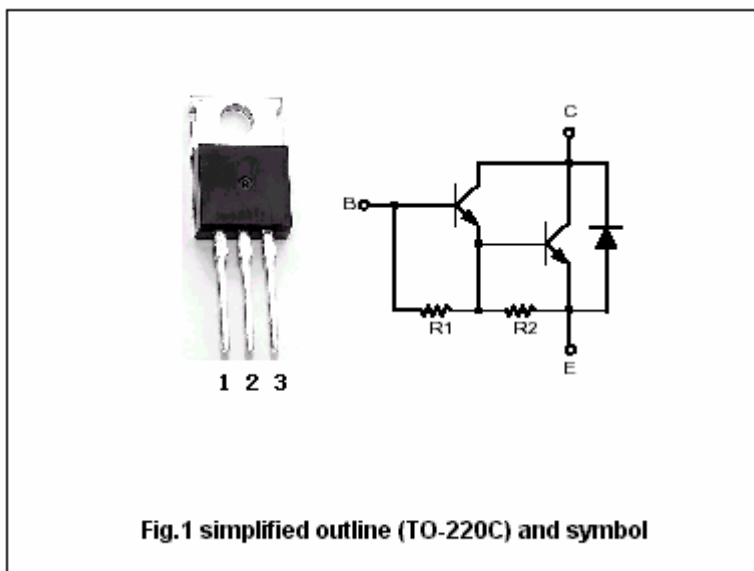 C
B
R1
R2
E
1 2 3
Fig.1 simplified outline (TO-220C) and symbol